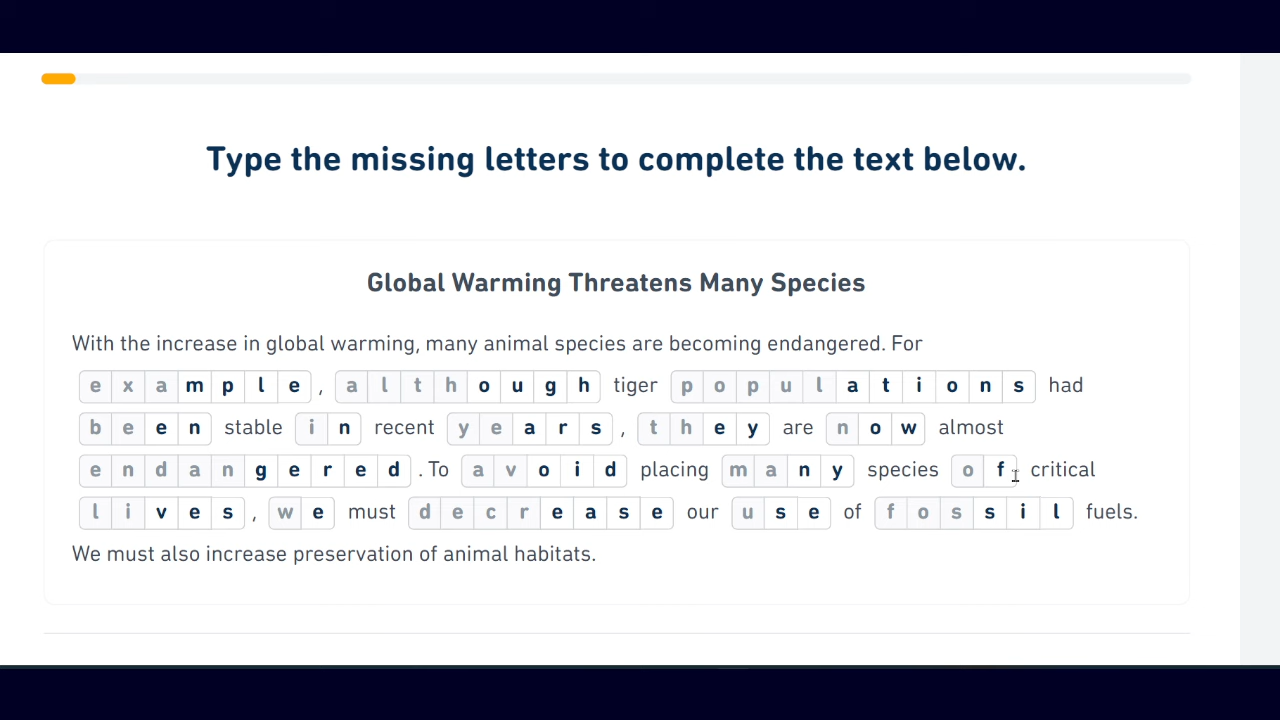 Type the missing letters to complete the text below.
Global Warming Threatens Many Species
With the increase in global warming, many animal species are becoming endangered. For
example, although tiger populations had
been stable in recent years, they are now almost
endangered. To avoid placing many species of critical
lives, we must decrease our use of fossil fuels.
We must also increase preservation of animal habitats.